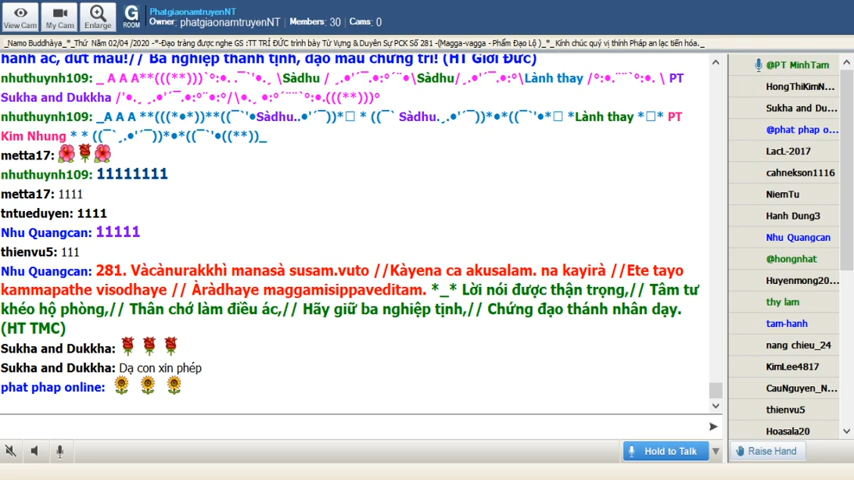 PhatgiaonamtruyenNT
Owner: phatgiaonamtruyenNT | Members: 30 | Cams: 0
View Cam
My Cam
Enlarge
G ROOM
_Namo Buddhàya_*_Thứ Năm 02/04 /2020 -*-Đạo tràng được nghe GS :TT TRÍ ĐỨC trình bày Từ Vựng &Duyên Sự PCK Số 281 -(Magga-vagga - Phẩm Đạo Lộ )_*_ Kính chúc quý vị thính Pháp an lạc tiến hóa._
hành ác, dứt mau!// Ba nghiệp thanh tịnh, đạo mầu chứng tri! (HT Giới Đức)
nhuthuynh109: _ A A A**(((**)))`°:•. .¯`'•. ¸ \Sàdhu / ¸.•'´¯).•:°¨•\Sàdhu/¸.•'´¯).•:°\Lành thay /°:•.¨¨`°:•. \ PT
Sukha and Dukkha /'•. ¸.•'´¯).•:°¨•:°/\•. •:°´¨¨`°:•.(((**)))°
nhuthuynh109: _A A A **(((*•*))**((¯`'•Sàdhu..•'´¯))*□ * ((¯` Sàdhu.¸.•'´¯))*•*((¯`'•*□ *Lành thay *□* PT
Kim Nhung * * ((¯`¸.•'´¯))*•*((¯`'•((**))_
metta17:
nhuthuynh109: 11111111
metta17: 1111
tntueduyen: 1111
Nhu Quangcan: 11111
thienvu5: 111
Nhu Quangcan: 281. Vàcànurakkhì manasà susam.vuto //Kàyena ca akusalam. na kayirà //Ete tayo
kammapathe visodhaye // Àràdhaye maggamisippaveditam. *_* Lời nói được thận trọng,// Tâm tư
khéo hộ phòng,// Thân chớ làm điều ác,// Hãy giữ ba nghiệp tịnh,// Chứng đạo thánh nhân dạy.
(HT TMC)
Sukha and Dukkha:
Sukha and Dukkha: Dạ con xin phép
phat phap online:
@PT MinhTam
HongThiKimN...
Sukha and Du...
@phat phap o...
LacL-2017
cahnekson1116
NiemTu
Hanh Dung3
Nhu Quangcan
@hongnhat
Huyenmong20...
thy lam
tam-hanh
nang chieu_24
KimLee4817
CauNguyen_N...
thienvu5
Hoasala20
Hold to Talk
Raise Hand